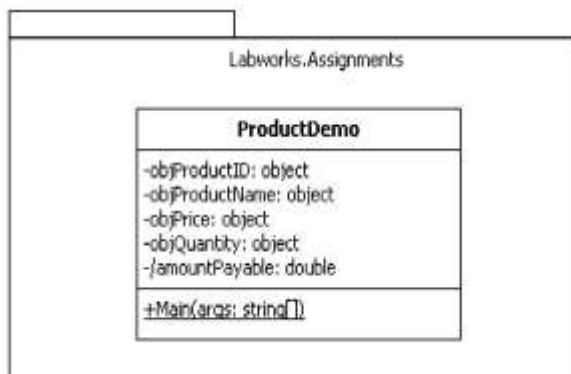 Labworks.Assignments
ProductDemo
-objProductID: object
-objProductName: object
-objPrice: object
-objQuantity: object
-/amountPayable: double
+Main(args: string[])